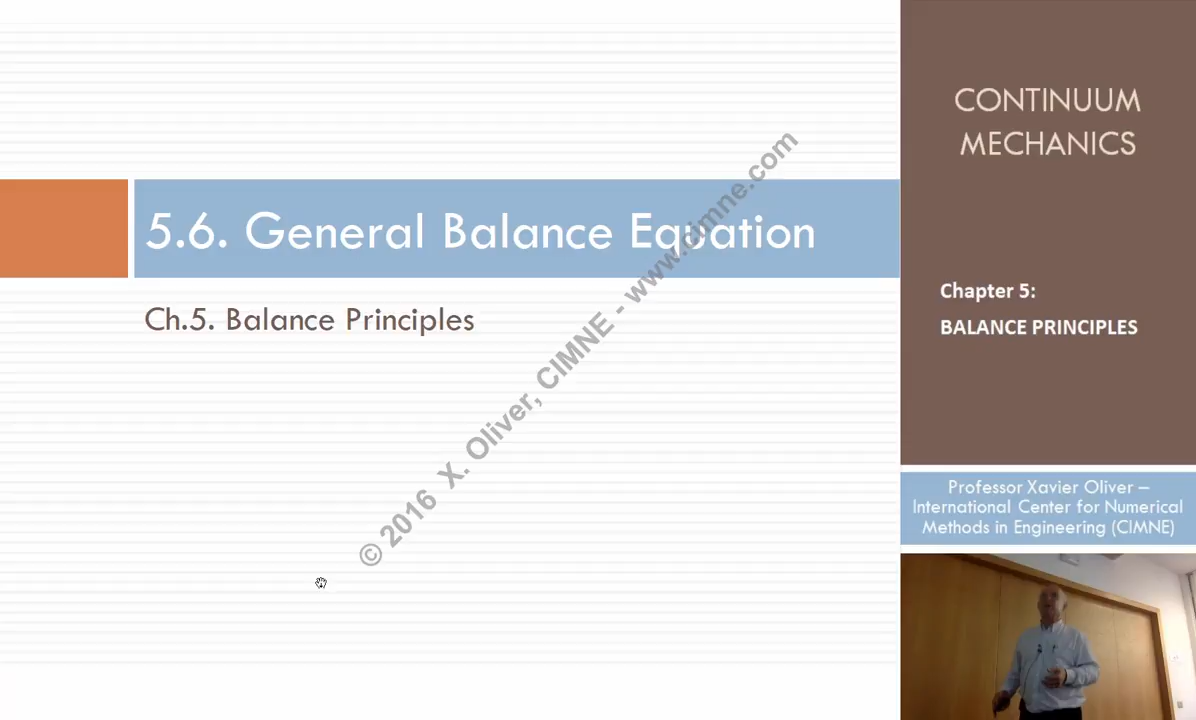 5.6. General Balance Equation
Ch.5. Balance Principles
© 2016 X. Oliver, CIMNE - www.cimne.com
CONTINUUM
MECHANICS
Chapter 5:
BALANCE PRINCIPLES
Professor Xavier Oliver –
International Center for Numerical
Methods in Engineering (CIMNE)